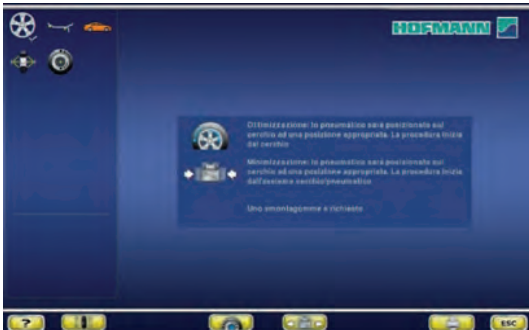 HOFMANN
Ottimizzazione: lo pneumatico sarà posizionato sul
cerchio ad una posizione appropriata. La procedura inizia
dal cerchio
Minimizzazione: lo pneumatico sarà posizionato sul
cerchio ad una posizione appropriata. La procedura inizia
dall'assieme cerchio/pneumatico
Uno smontagomme è richiesto
?
ESC